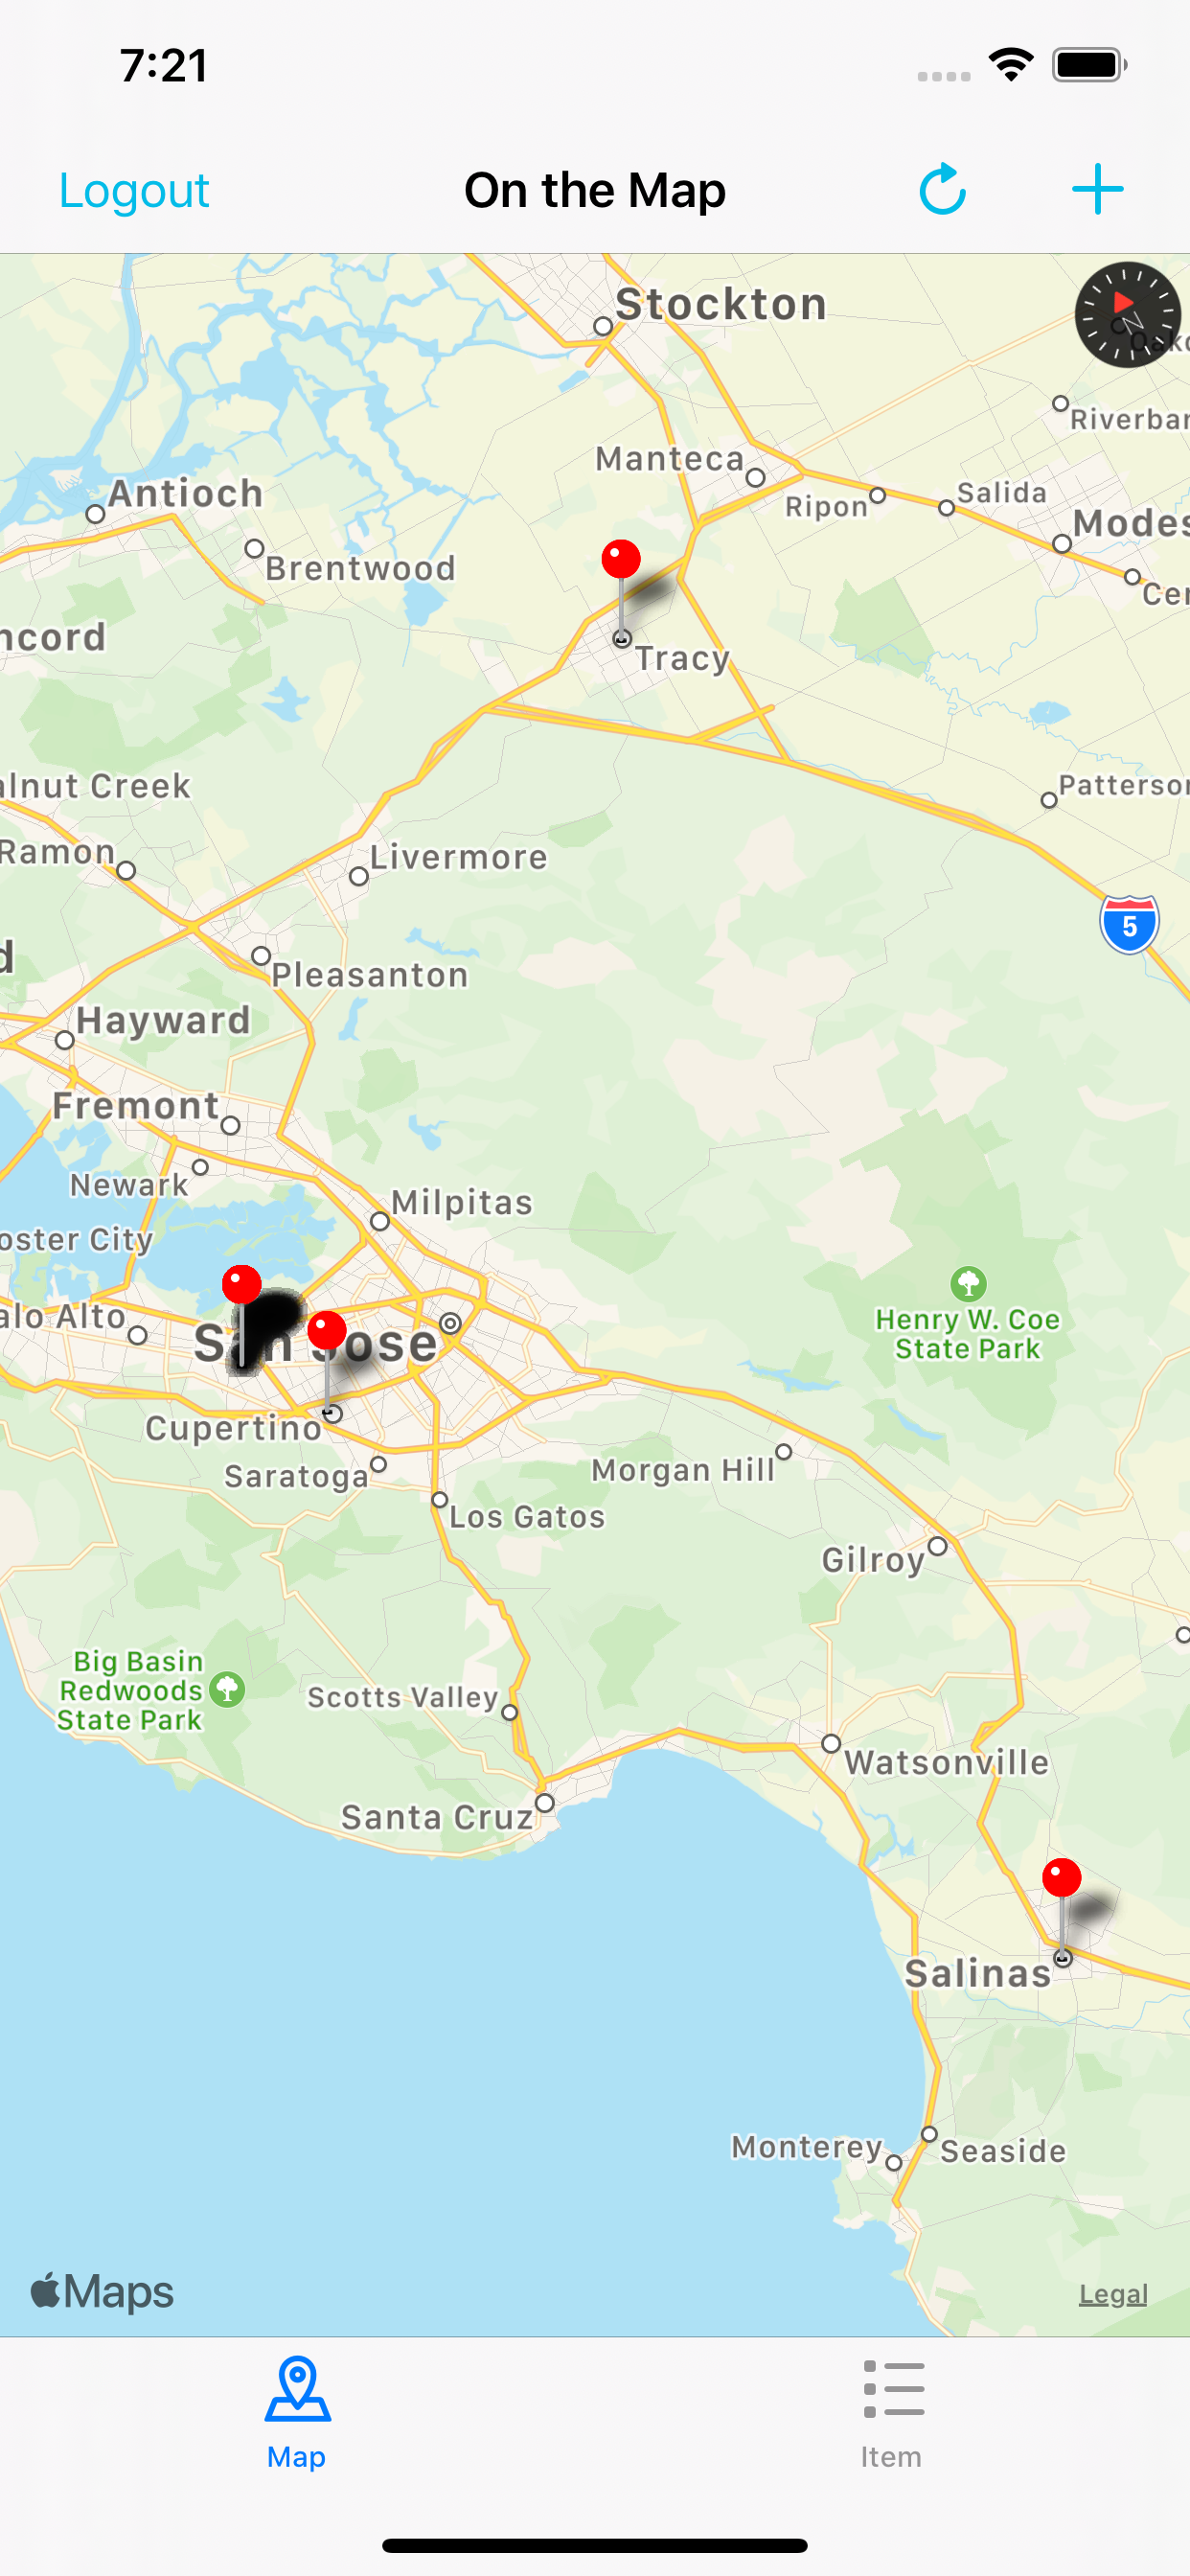 7:21
Logout
On the Map
Stockton
Riverbar
Manteca
Ripon
Salida
Modes
Cer
Antioch
Brentwood
ncord
Tracy
alnut Creek
Patterson
Ramon
Livermore
5
d
Pleasanton
Hayward
Fremont
Newark
Milpitas
oster City
alo Alto
San Jose
Henry W. Coe
State Park
Cupertino
Saratoga
Morgan Hill
Los Gatos
Gilroy
Big Basin
Redwoods
State Park
Scotts Valley
Watsonville
Santa Cruz
Salinas
Monterey
Seaside
Maps
Legal
Map
Item